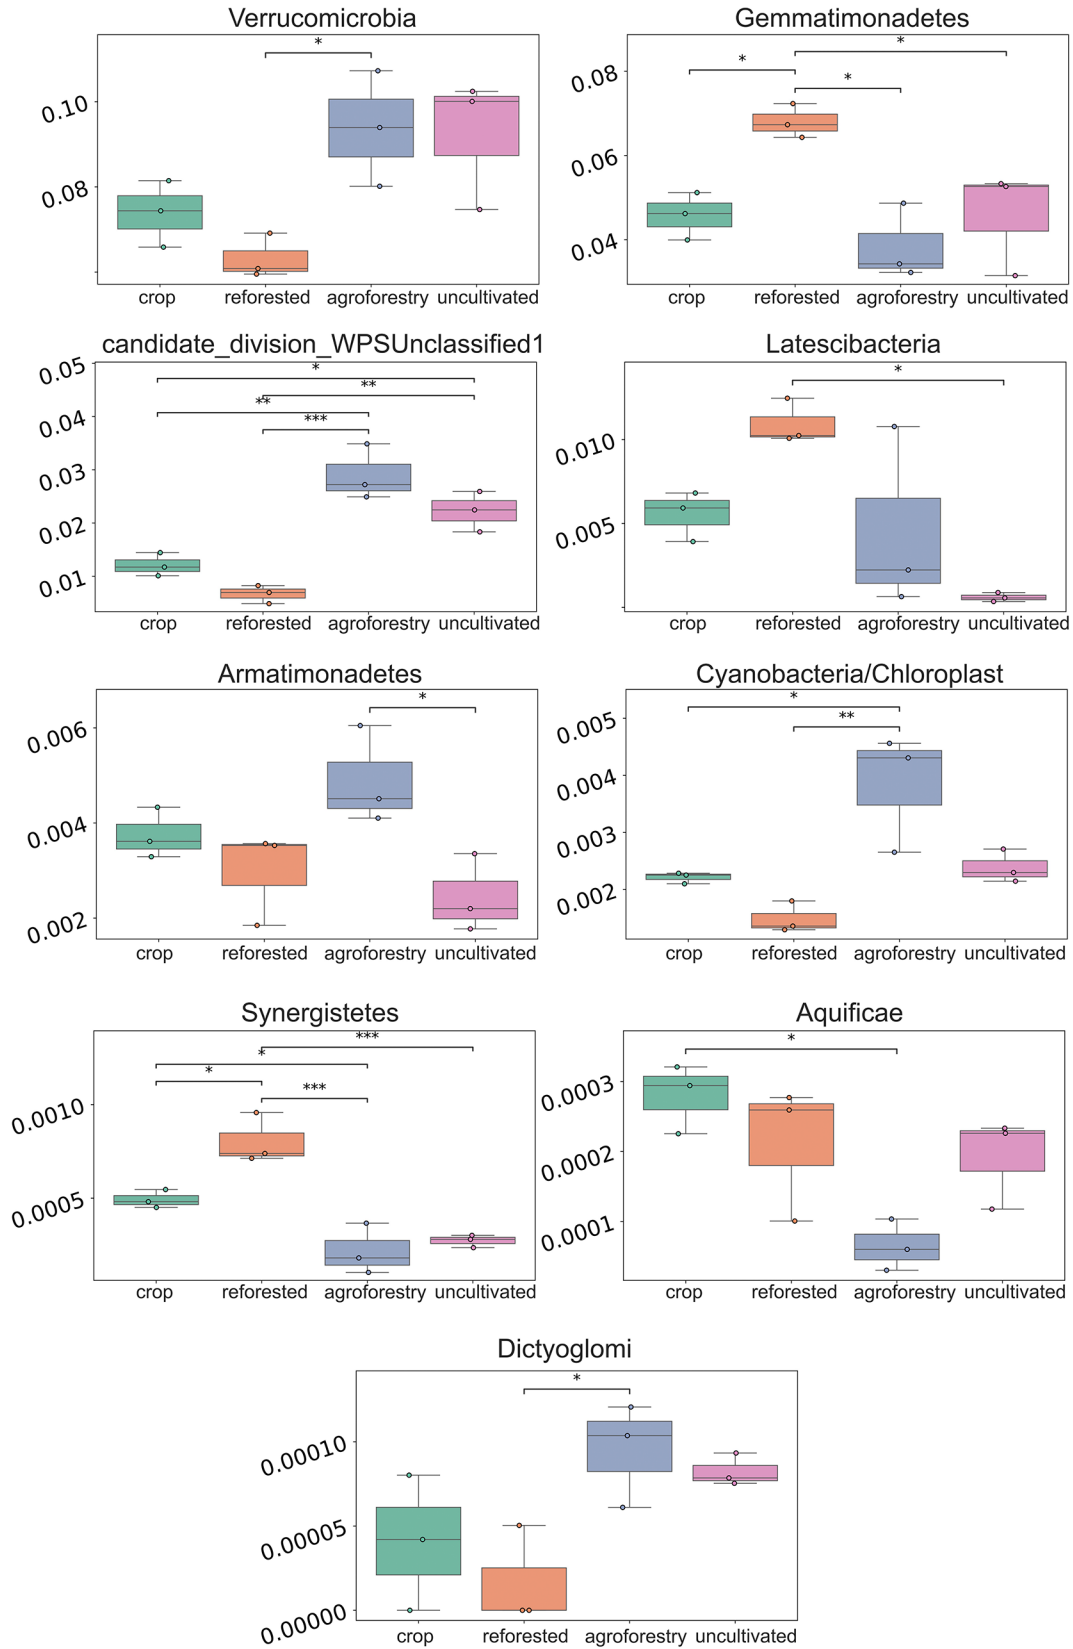 Verrucomicrobia
*
0.10
0.08
crop reforested agroforestry uncultivated
Gemmatimonadetes
*
*
*
0.08
0.06
0.04
crop reforested agroforestry uncultivated
candidate_division_WPSUnclassified1
*
**
**
***
0.05
0.04
0.03
0.02
0.01
crop reforested agroforestry uncultivated
Latescibacteria
*
0.010
0.005
crop reforested agroforestry uncultivated
Armatimonadetes
*
0.006
0.004
0.002
crop reforested agroforestry uncultivated
Cyanobacteria/Chloroplast
*
**
0.005
0.004
0.003
0.002
crop reforested agroforestry uncultivated
Synergistetes
***
*
*
***
0.0010
0.0005
crop reforested agroforestry uncultivated
Aquificae
*
0.0003
0.0002
0.0001
crop reforested agroforestry uncultivated
Dictyoglomi
*
0.00010
0.00005
0.00000
crop reforested agroforestry uncultivated